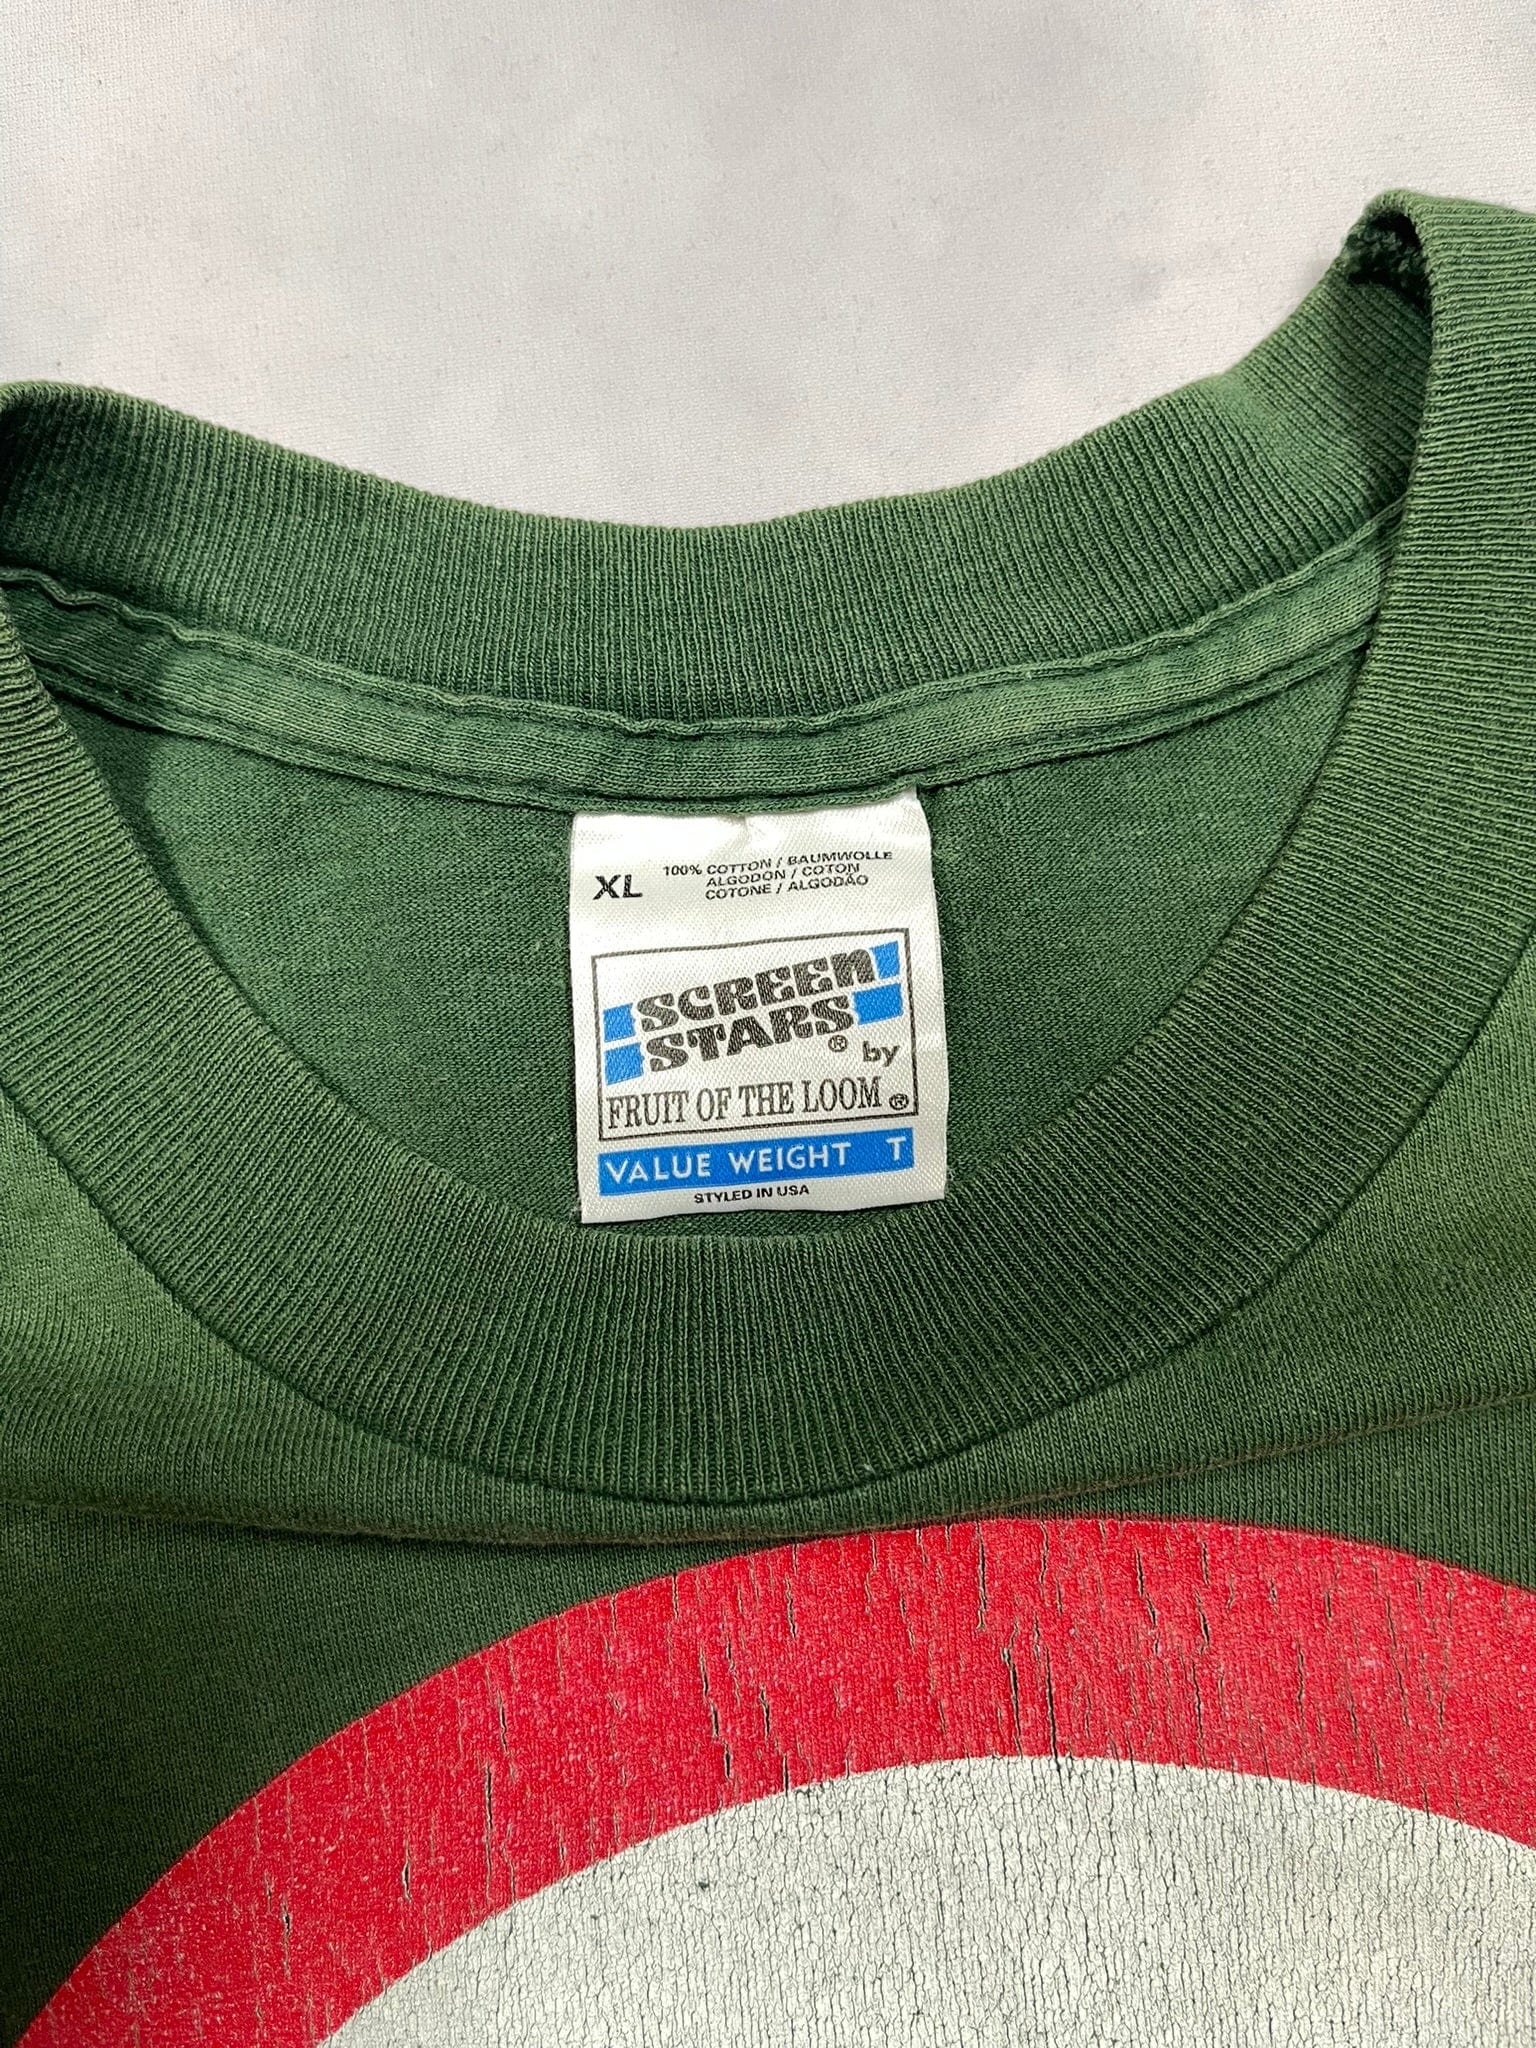 XL
100% COTTON / BAUMWOLLE
ALGODON / COTON
COTONE / ALGODÃO
SCREEN
STARS® by
FRUIT OF THE LOOM®
VALUE WEIGHT T
STYLED IN USA